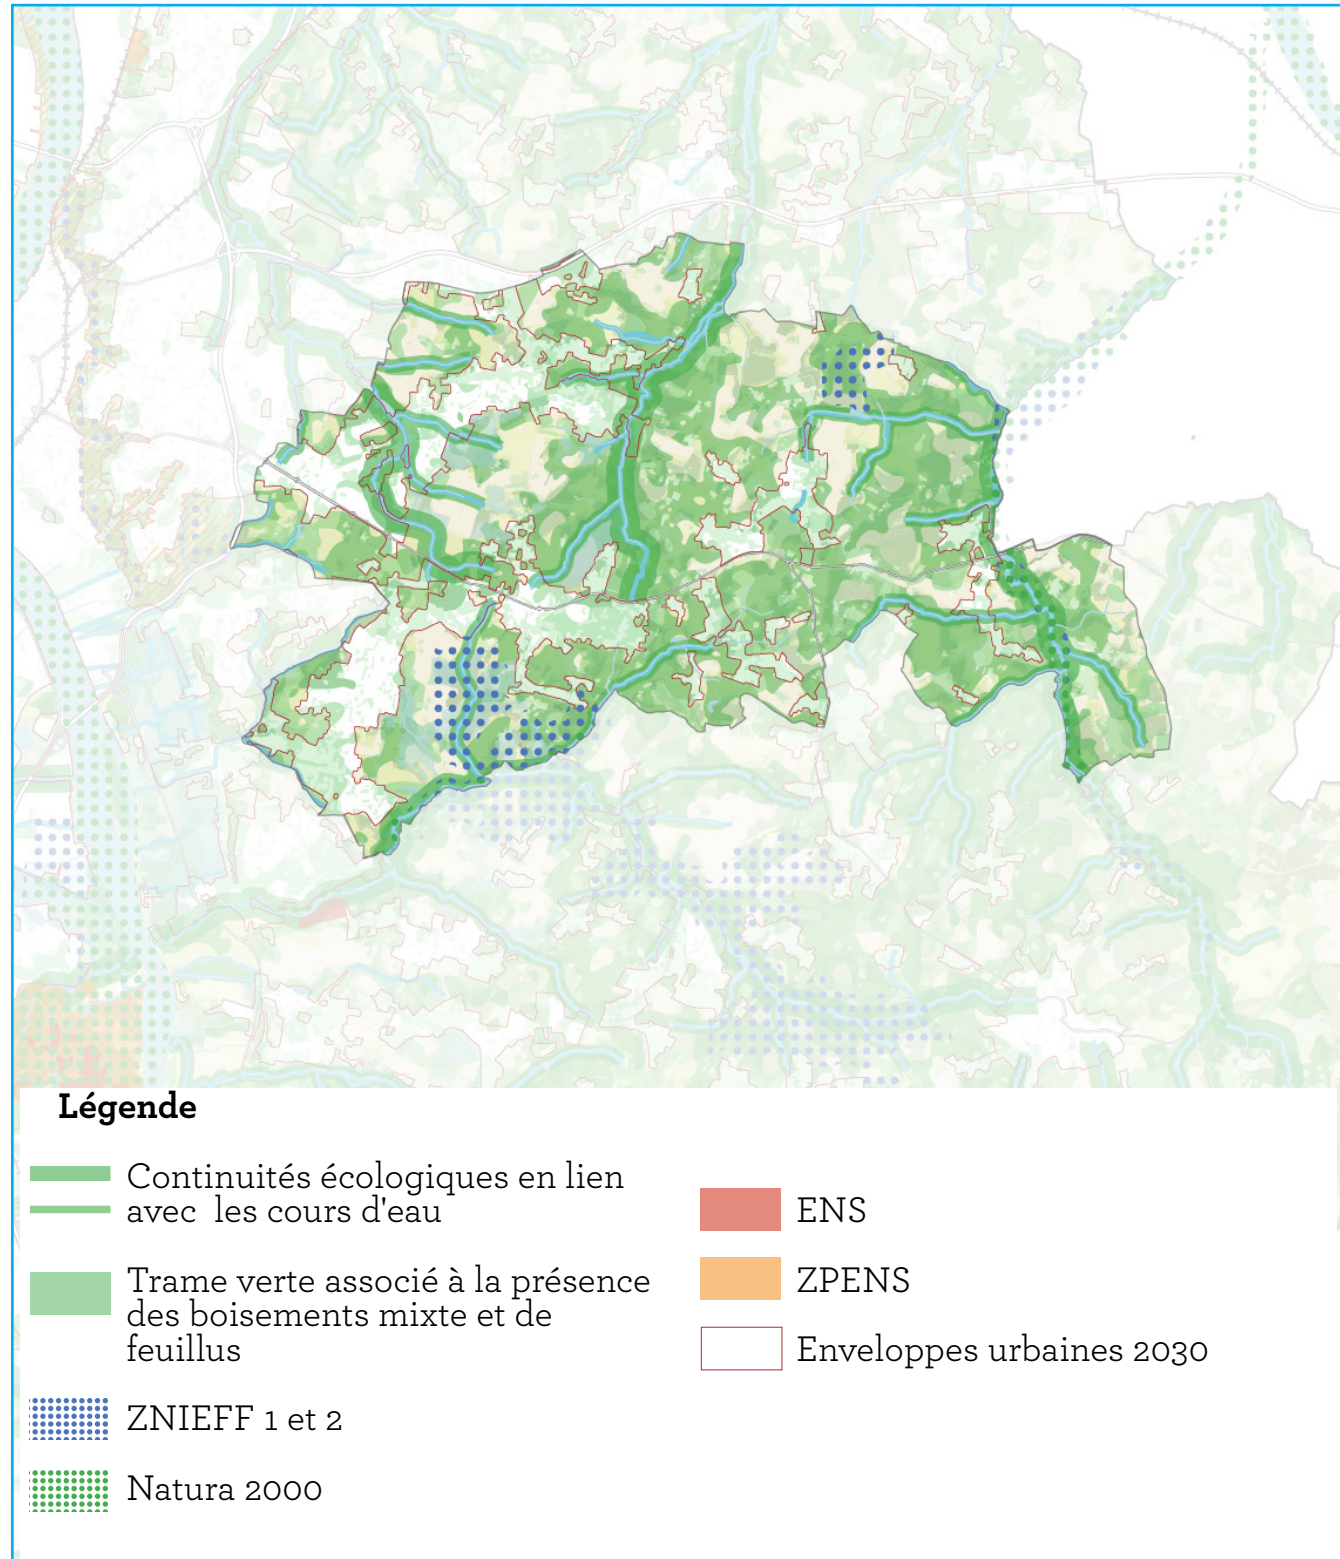 Légende
Continuités écologiques en lien
avec les cours d'eau
Trame verte associé à la présence
des boisements mixte et de
feuillus
ZNIEFF 1 et 2
Natura 2000
ENS
ZPENS
Enveloppes urbaines 2030